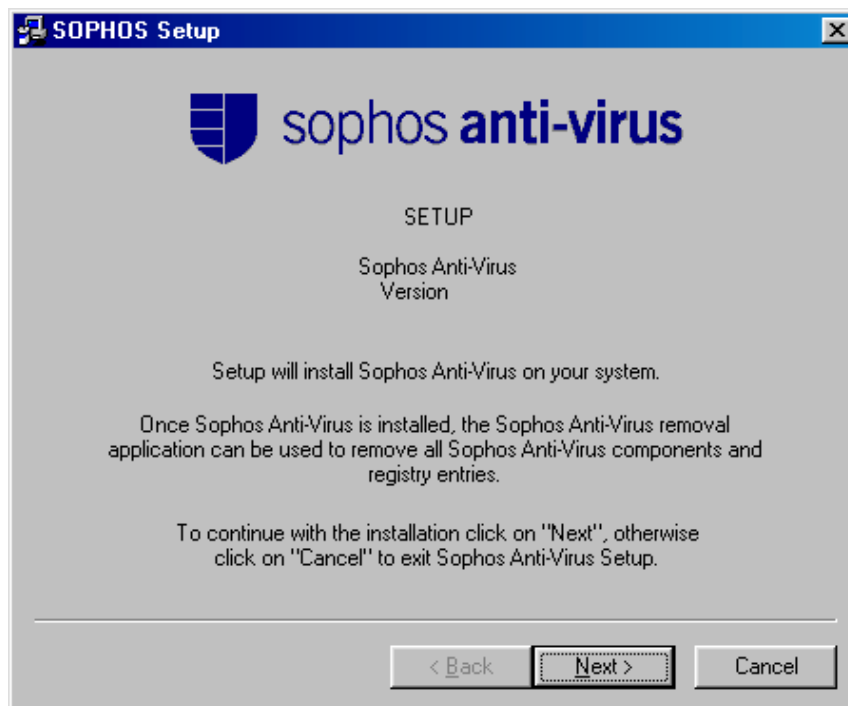 SOPHOS Setup
sophos anti-virus
SETUP
Sophos Anti-Virus
Version
Setup will install Sophos Anti-Virus on your system.
Once Sophos Anti-Virus is installed, the Sophos Anti-Virus removal
application can be used to remove all Sophos Anti-Virus components and
registry entries.
To continue with the installation click on "Next", otherwise
click on "Cancel" to exit Sophos Anti-Virus Setup.
< Back Next > Cancel